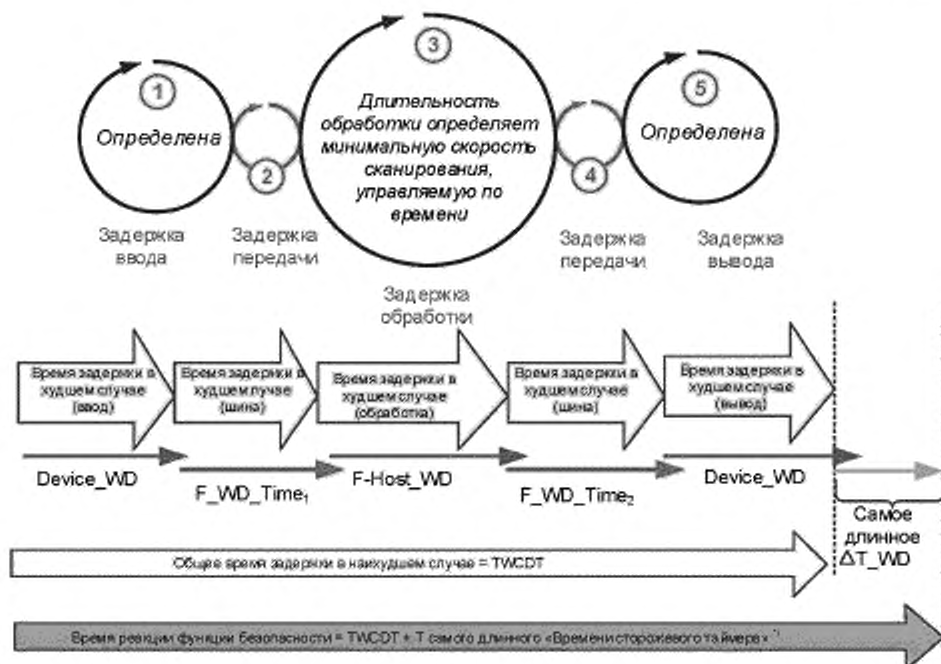 1
Определена
2
3
Длительность
обработки определяет
минимальную скорость
сканирования,
управляемую по
времени
4
5
Определена
Задержка
ввода
Задержка
передачи
Задержка
обработки
Задержка
передачи
Задержка
вывода
Время задержки в
худшем случае
(ввод)
Время задержки в
худшем лучае
(шина)
Время задержки в
худшем случае
(обработка)
Время задержки в
худшем случае
(шина)
Время задержки в
худшем случае
(вывод)
Device_WD
F_WD_Time1
F-Host_WD
F_WD_Time2
Device_WD
Самое
длинное
ΔT_WD
Общее время задержки в наихудшем случае = TWCDT
Время реакции функции безопасности = TWCDT + T самого длинного «Времени сторожевого таймера»